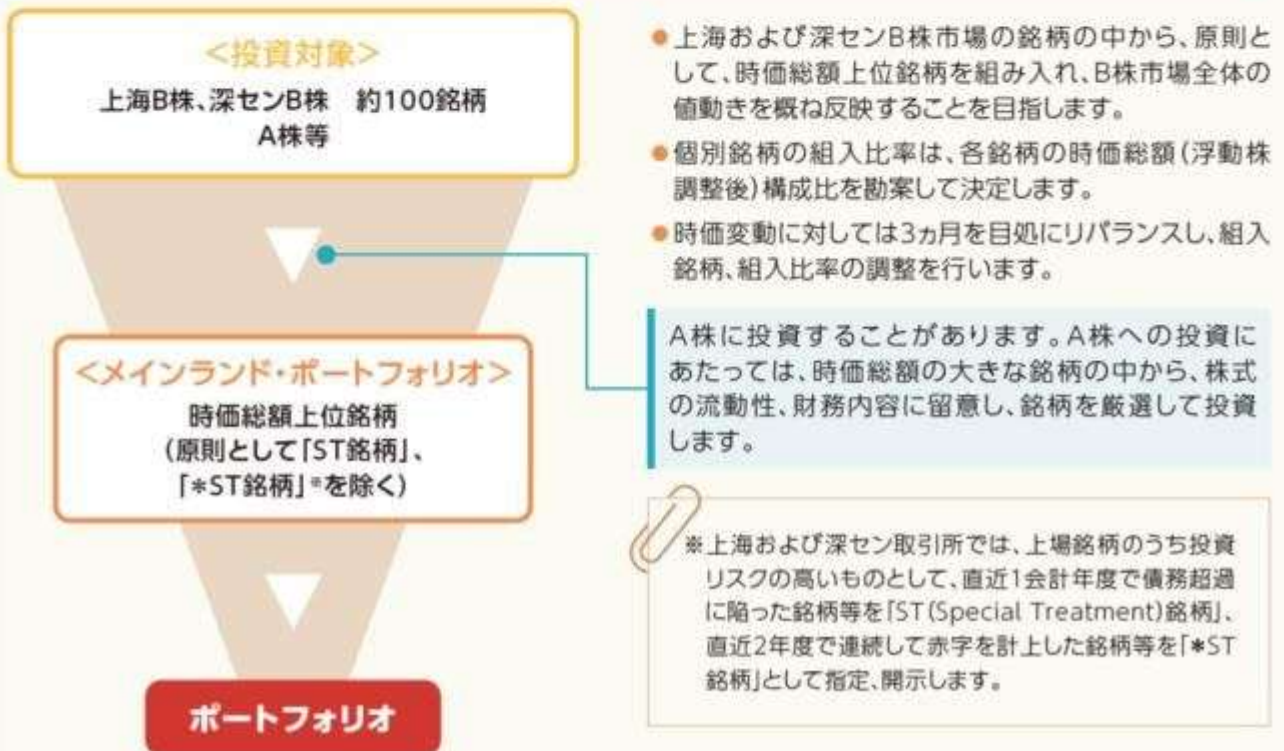 <投資対象>
上海B株、深センB株　約100銘柄
A株等
<メインランド・ポートフォリオ>
時価総額上位銘柄
(原則として「ST銘柄」、
「*ST銘柄」※を除く)
ポートフォリオ
●上海および深センB株市場の銘柄の中から、原則と
して、時価総額上位銘柄を組み入れ、B株市場全体の
値動きを概ね反映することを目指します。
●個別銘柄の組入比率は、各銘柄の時価総額(浮動株
調整後)構成比を勘案して決定します。
●時価変動に対しては3ヵ月を目処にリバランスし、組入
銘柄、組入比率の調整を行います。
A株に投資することがあります。A株への投資に
あたっては、時価総額の大きな銘柄の中から、株式
の流動性、財務内容に留意し、銘柄を厳選して投資
します。
※上海および深セン取引所では、上場銘柄のうち投資
リスクの高いものとして、直近1会計年度で債務超過
に陥った銘柄等を「ST(Special Treatment)銘柄」、
直近2年度で連続して赤字を計上した銘柄等を「*ST
銘柄」として指定、開示します。